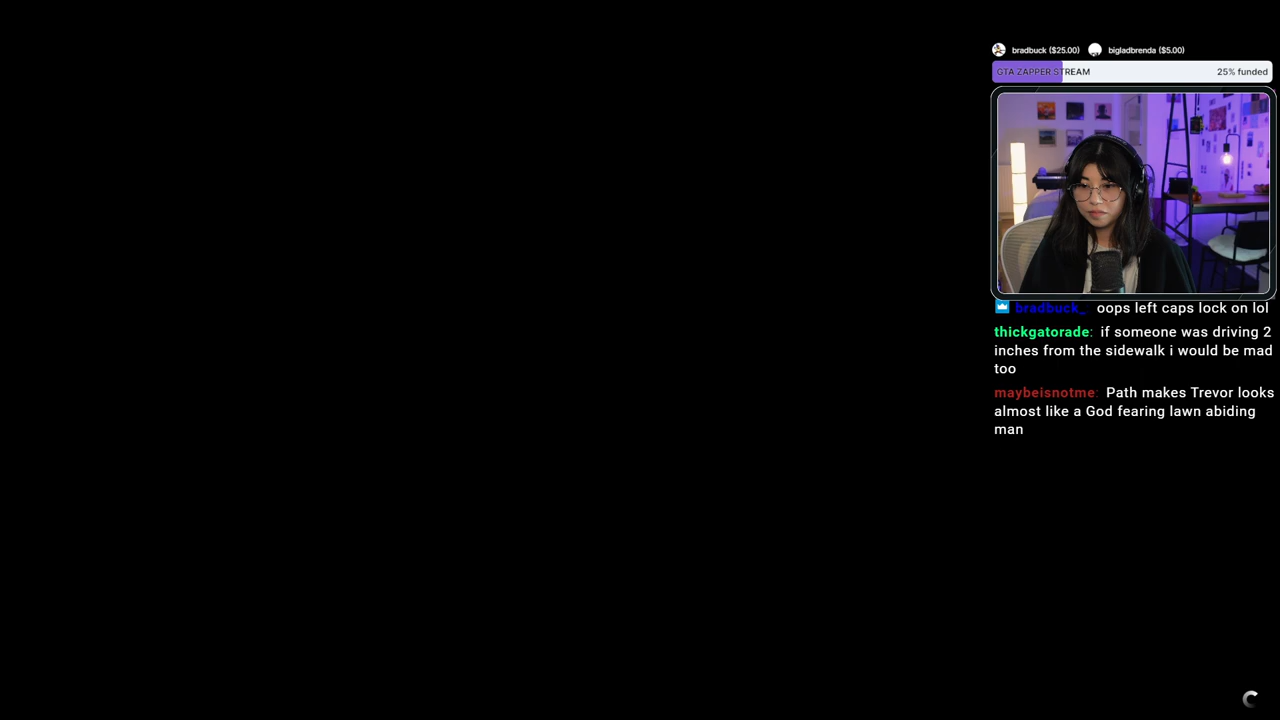 bradbuck ($25.00) bigladbrenda ($5.00)
GTA ZAPPER STREAM 25% funded
bradbuck_ oops left caps lock on lol
thickgatorade: if someone was driving 2
inches from the sidewalk i would be mad
too
maybeisnotme: Path makes Trevor looks
almost like a God fearing lawn abiding
man